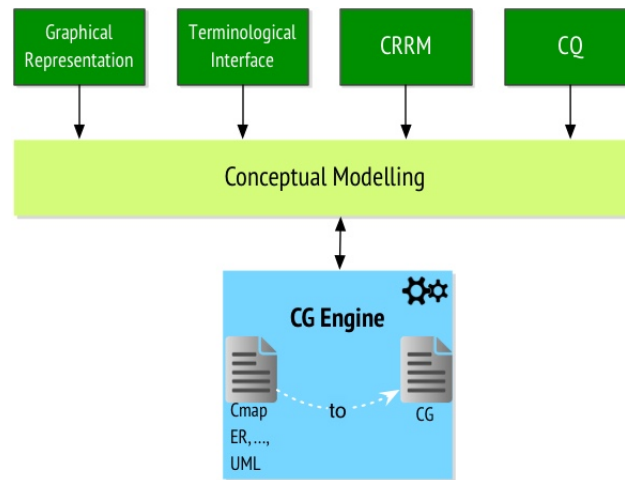 Graphical
Representation
Terminological
Interface
CRRM
CQ
Conceptual Modelling
CG Engine
Cmap
ER, ...,
UML
to
CG